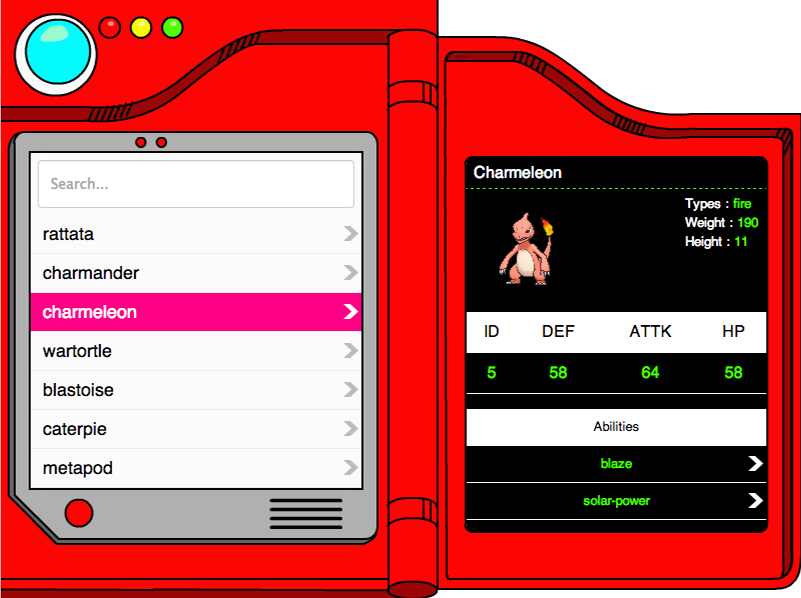 Search...
rattata
charmander
charmeleon
wartortle
blastoise
caterpie
metapod
Charmeleon
Types : fire
Weight : 190
Height : 11
ID DEF ATTK HP
5 58 64 58
Abilities
blaze
solar-power